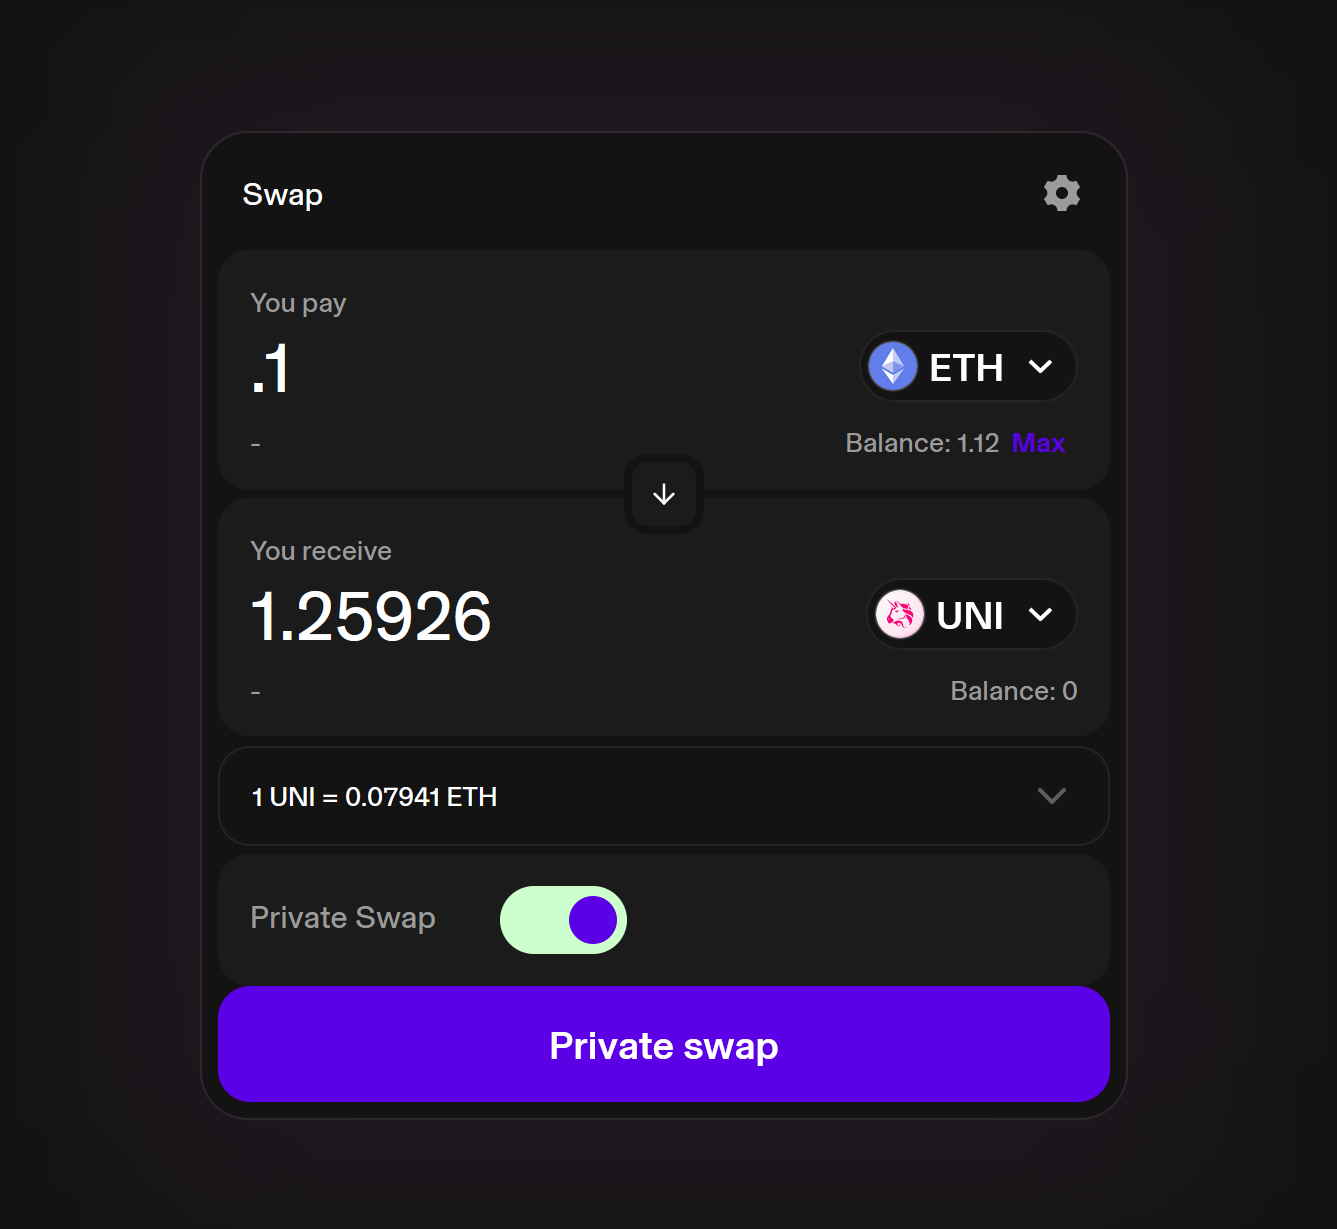 Swap
You pay
.1
ETH
-
Balance: 1.12 Max
You receive
1.25926
UNI
-
Balance: 0
1 UNI = 0.07941 ETH
Private Swap
Private swap